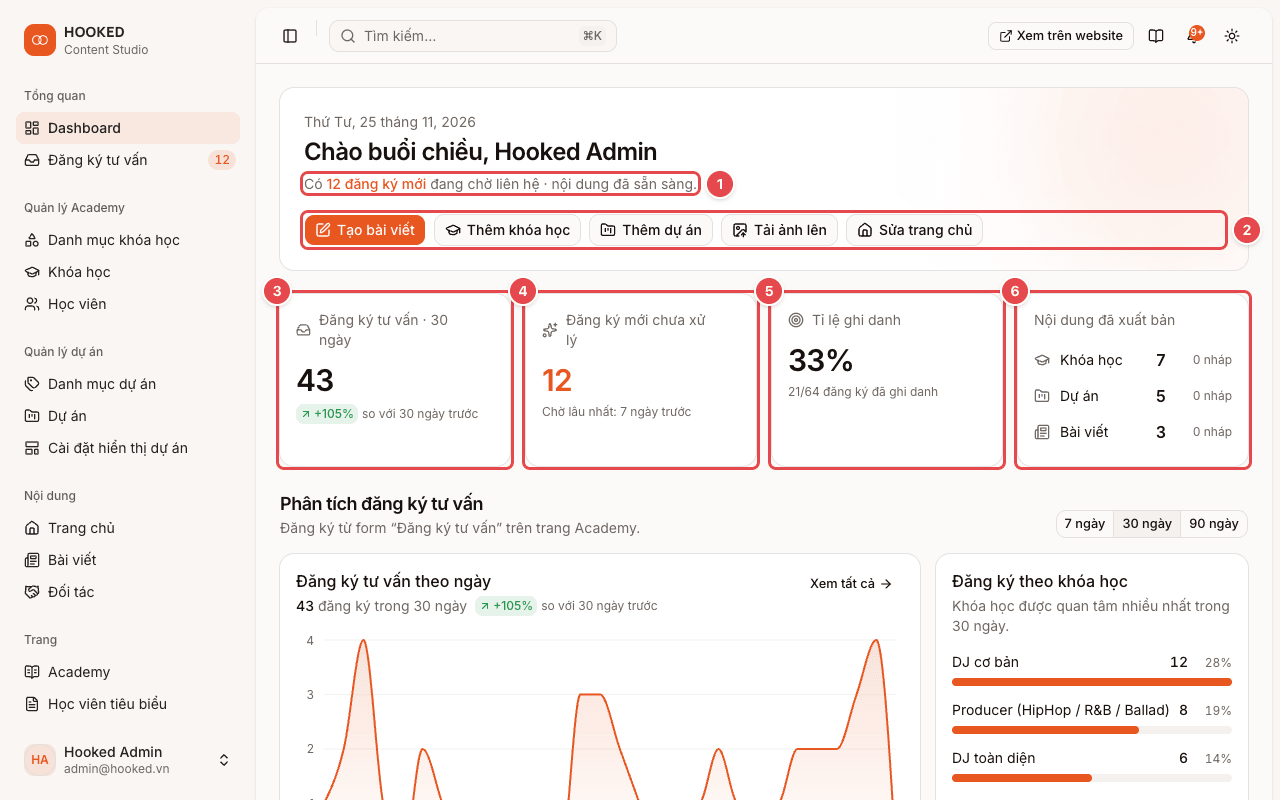 HOOKED
Content Studio
Tìm kiếm...
⌘K
Xem trên website
9+
Tổng quan
Dashboard
Đăng ký tư vấn
12
Quản lý Academy
Danh mục khóa học
Khóa học
Học viên
Quản lý dự án
Danh mục dự án
Dự án
Cài đặt hiển thị dự án
Nội dung
Trang chủ
Bài viết
Đối tác
Trang
Academy
Học viên tiêu biểu
HA
Hooked Admin
admin@hooked.vn
Thứ Tư, 25 tháng 11, 2026
Chào buổi chiều, Hooked Admin
Có 12 đăng ký mới đang chờ liên hệ · nội dung đã sẵn sàng.
1
Tạo bài viết
Thêm khóa học
Thêm dự án
Tải ảnh lên
Sửa trang chủ
2
3
Đăng ký tư vấn · 30
ngày
43
+105% so với 30 ngày trước
4
Đăng ký mới chưa xử
lý
12
Chờ lâu nhất: 7 ngày trước
5
Tỉ lệ ghi danh
33%
21/64 đăng ký đã ghi danh
6
Nội dung đã xuất bản
Khóa học 7 0 nháp
Dự án 5 0 nháp
Bài viết 3 0 nháp
Phân tích đăng ký tư vấn
Đăng ký từ form “Đăng ký tư vấn” trên trang Academy.
7 ngày
30 ngày
90 ngày
Đăng ký tư vấn theo ngày
Xem tất cả →
43 đăng ký trong 30 ngày +105% so với 30 ngày trước
4
3
2
Đăng ký theo khóa học
Khóa học được quan tâm nhiều nhất trong
30 ngày.
DJ cơ bản 12 28%
Producer (HipHop / R&B / Ballad) 8 19%
DJ toàn diện 6 14%